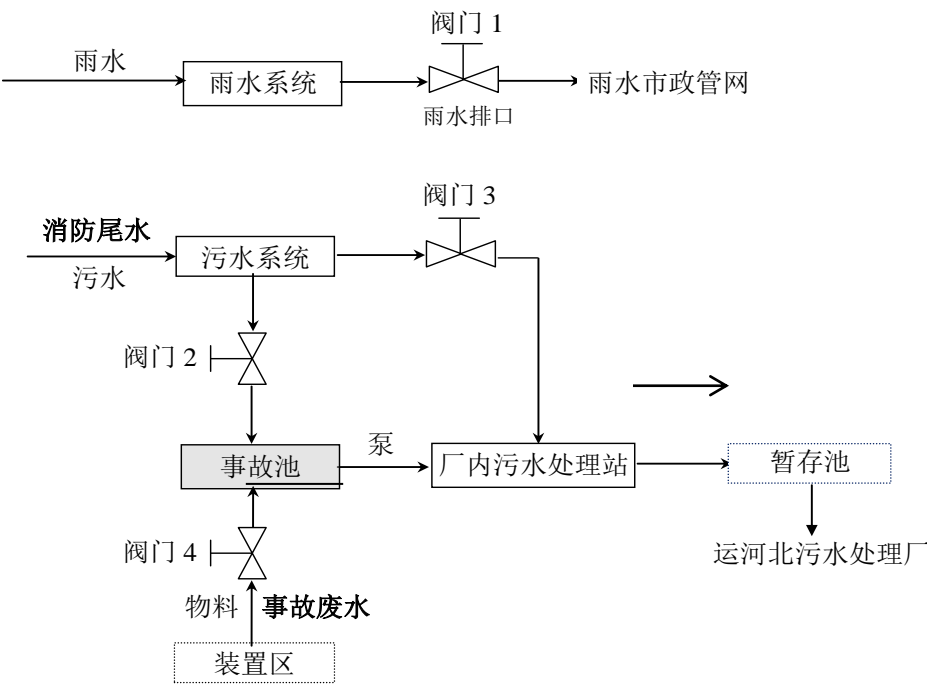 阀门 1
雨水
雨水系统
雨水市政管网
雨水排口
阀门 3
消防尾水
污水系统
污水
阀门 2
泵
事故池
厂内污水处理站
暂存池
阀门 4
运河北污水处理厂
物料
事故废水
装置区